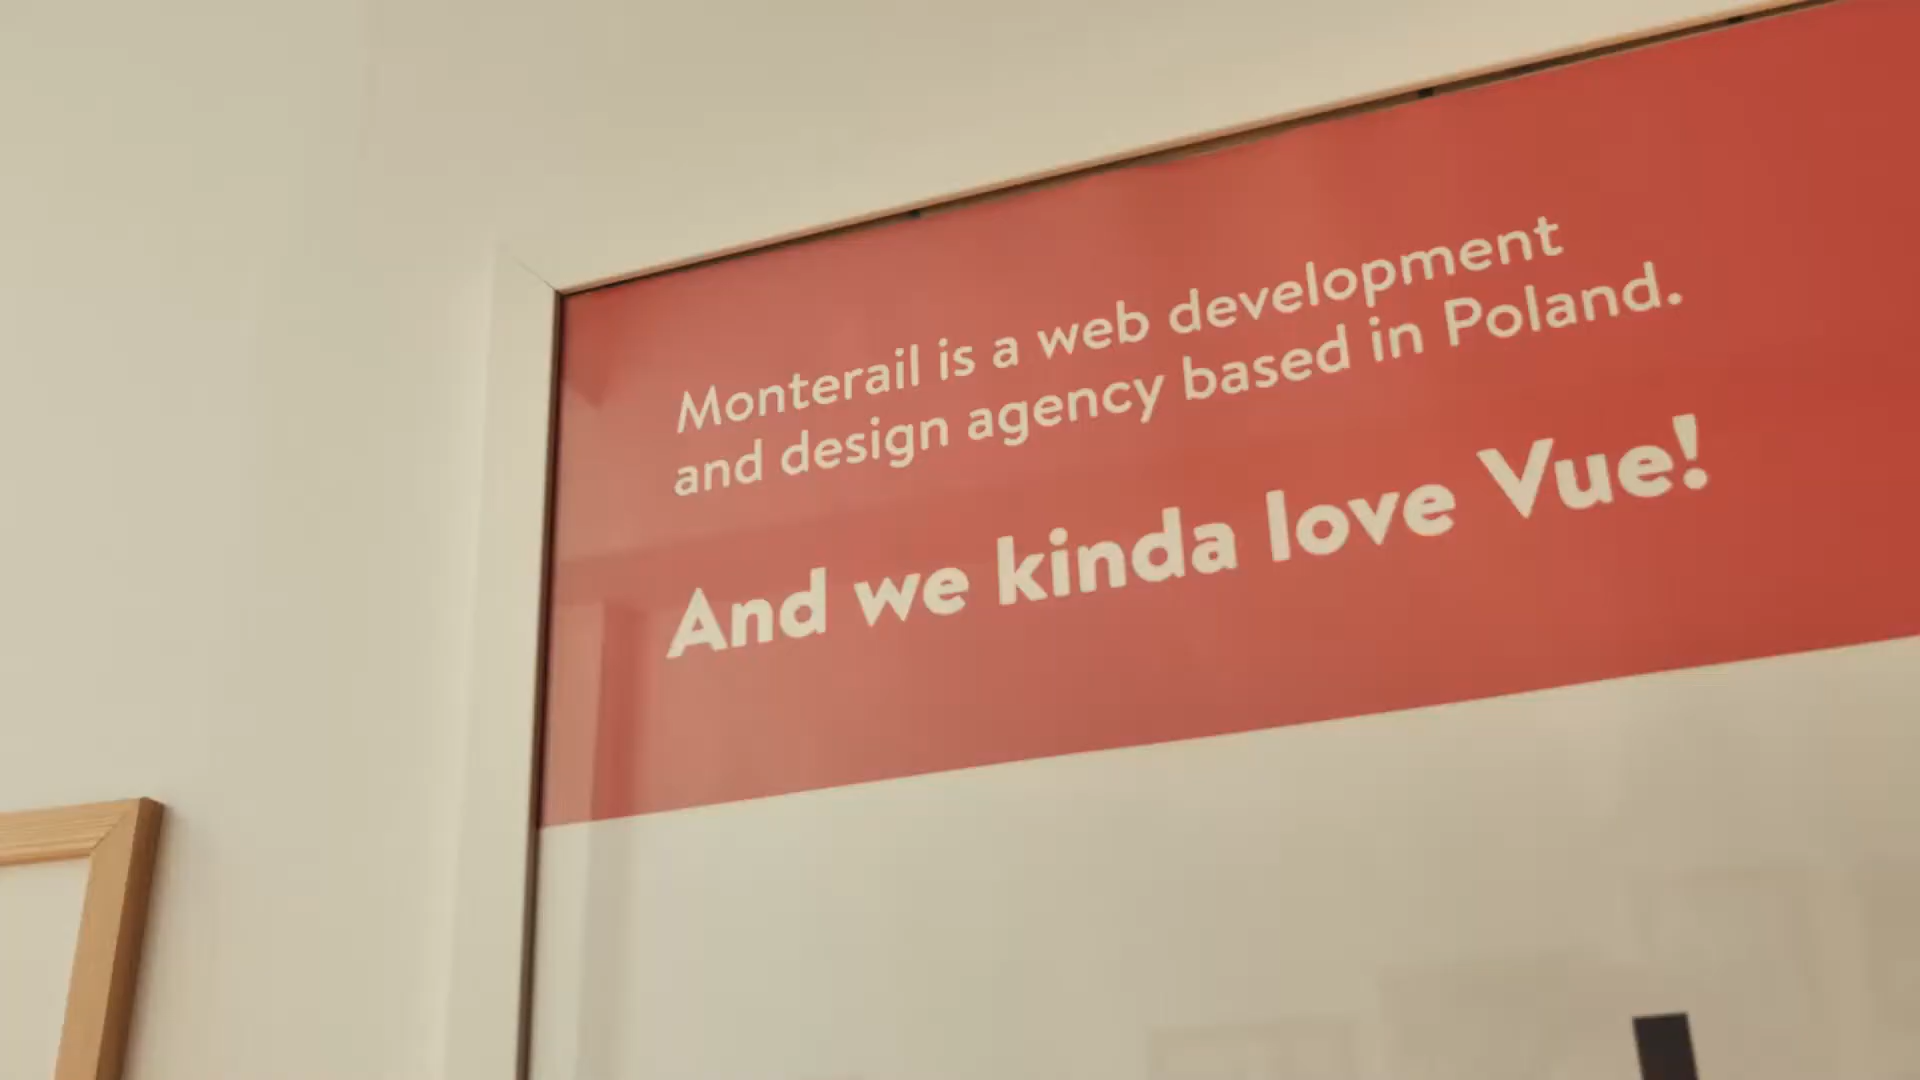 Monterail is a web development
and design agency based in Poland.
And we kinda love Vue!